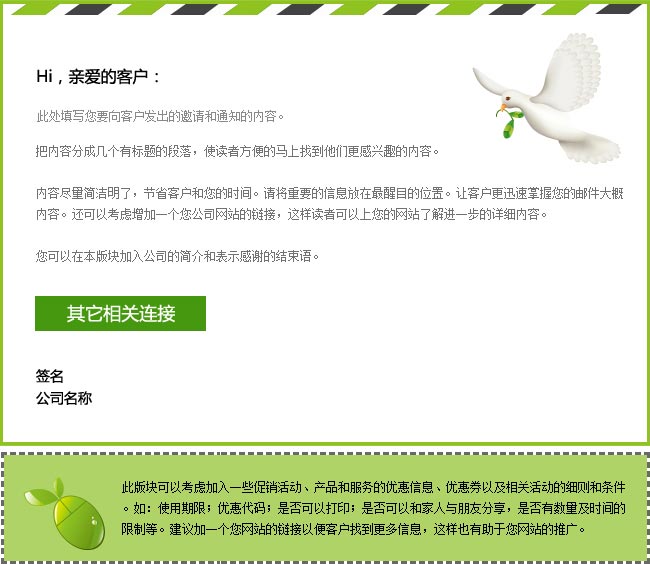 Hi，亲爱的客户：
此处填写您要向客户发出的邀请和通知的内容。
把内容分成几个有标题的段落，使读者方便的马上找到他们更感兴趣的内容。
内容尽量简洁明了，节省客户和您的时间。请将重要的信息放在最醒目的位置。让客户更迅速掌握您的邮件大概
内容。还可以考虑增加一个您公司网站的链接，这样读者可以上您的网站了解进一步的详细内容。
您可以在本版块加入公司的简介和表示感谢的结束语。
其它相关连接
签名
公司名称
此版块可以考虑加入一些促销活动、产品和服务的优惠信息、优惠券以及相关活动的细则和条件
。如：使用期限；优惠代码；是否可以打印；是否可以和家人与朋友分享，是否有数量及时间的
限制等。建议加一个您网站的链接以便客户找到更多信息，这样也有助于您网站的推广。